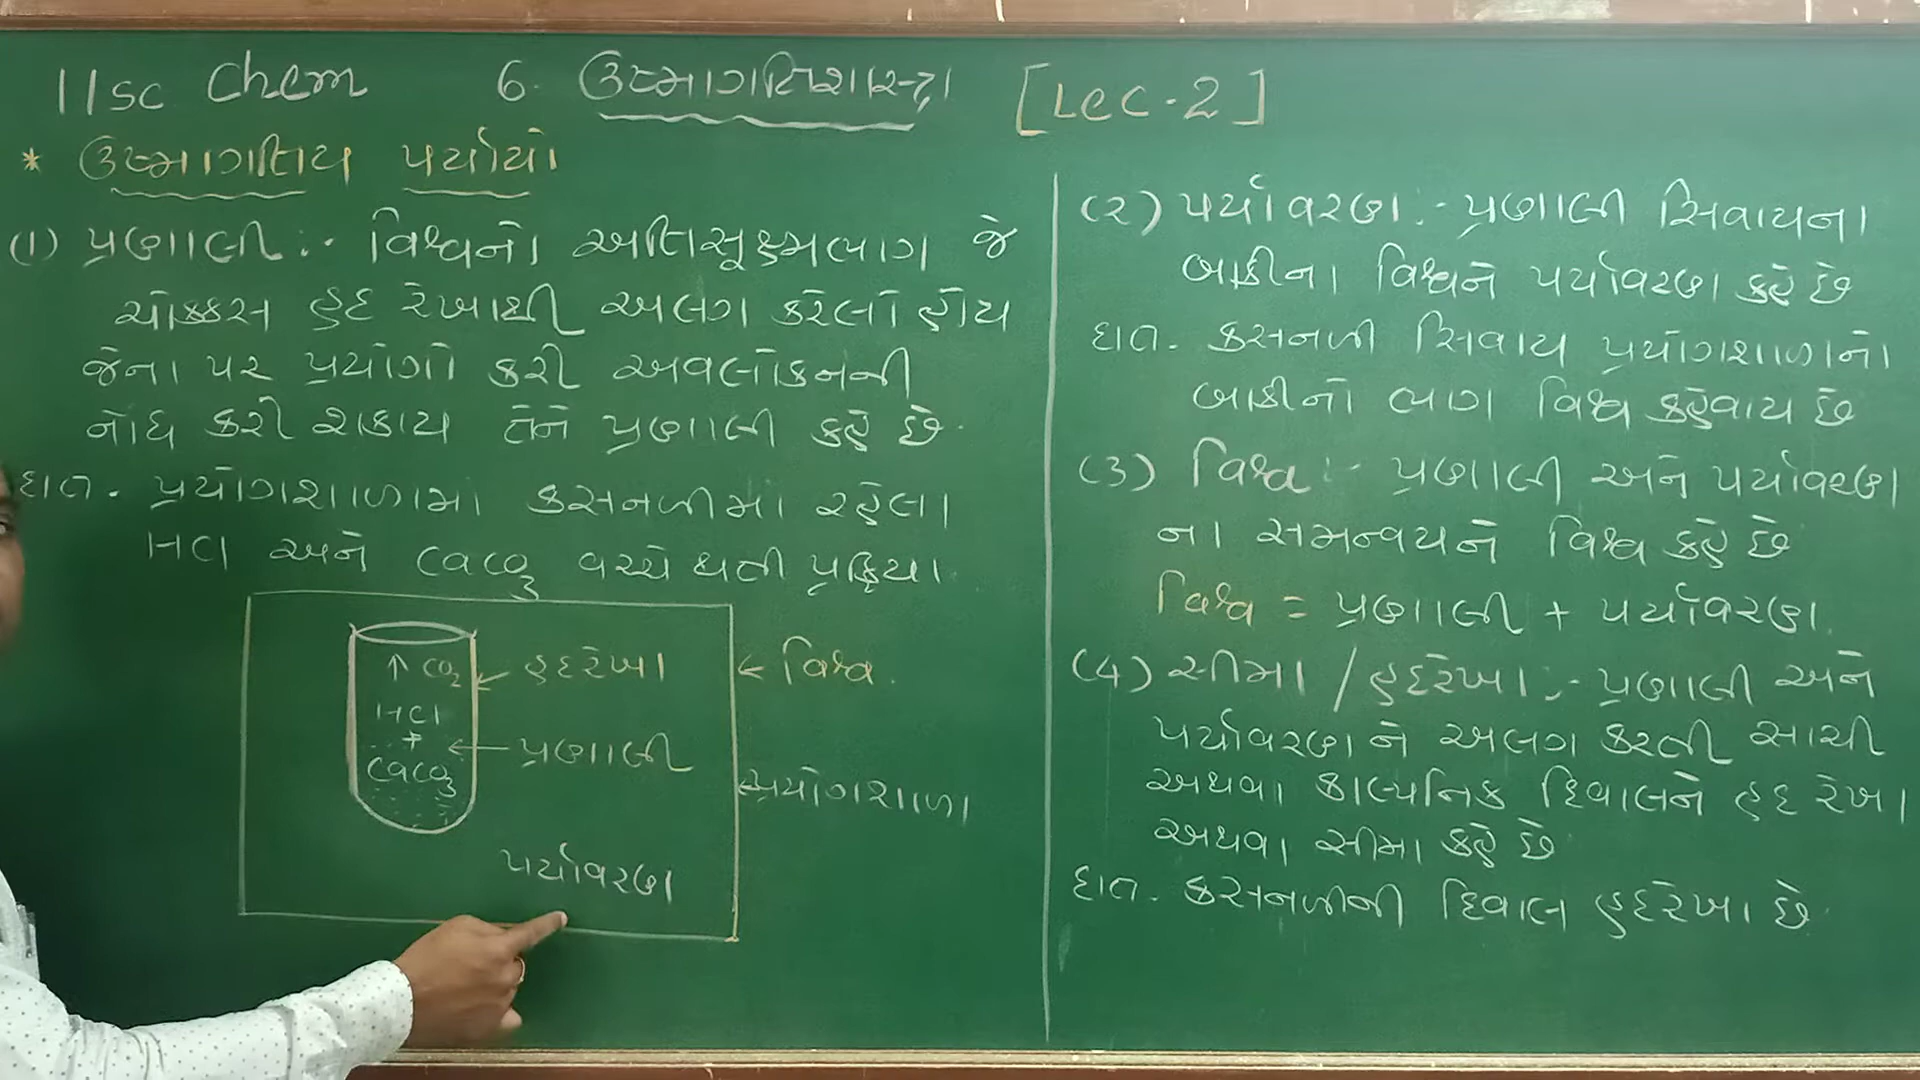 11sc Chem 6. ઉષ્માગતિશાસ્ત્ર [Lec-2]
* ઉષ્માગતિય પર્યાયો
(1) પ્રણાલી:- વિશ્વનો અતિસૂક્ષ્મભાગ જે
ચોક્કસ હદ રેખાથી અલગ કરેલો હોય
જેના પર પ્રયોગો કરી અવલોકનની
નોંધ કરી શકાય તેને પ્રણાલી કહે છે.
દા.ત. પ્રયોગશાળામાં કસનળીમાં રહેલા
HCl અને CaCO3 વચ્ચે થતી પ્રક્રિયા.
↑ CO2 ← હદરેખા
HCl
+
CaCO3
← પ્રણાલી
પર્યાવરણ
← વિશ્વ.
← પ્રયોગશાળા
(૨) પર્યાવરણ:- પ્રણાલી સિવાયના
બાકીના વિશ્વને પર્યાવરણ કહે છે
દા.ત. કસનળી સિવાય પ્રયોગશાળાનો
બાકીનો ભાગ વિશ્વ કહેવાય છે
(૩) વિશ્વ:- પ્રણાલી અને પર્યાવરણ
ના સમન્વયને વિશ્વ કહે છે
વિશ્વ = પ્રણાલી + પર્યાવરણ.
(4) સીમા / હદરેખા:- પ્રણાલી અને
પર્યાવરણ ને અલગ કરતી સાચી
અથવા કાલ્પનિક દિવાલને હદ રેખા
અથવા સીમા કહે છે
દા.ત. કસનળીની દિવાલ હદરેખા છે.